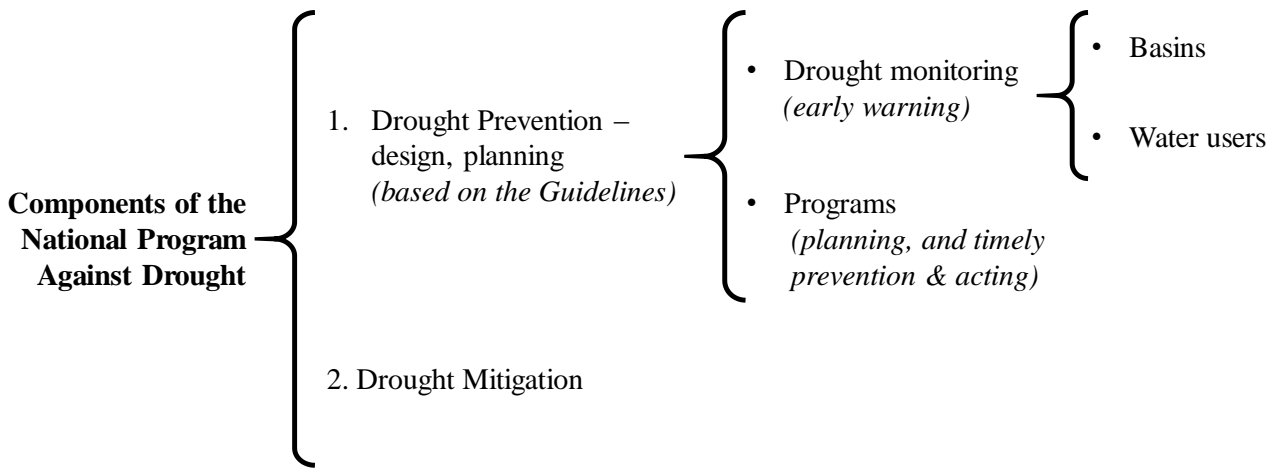 Components of the
National Program
Against Drought
1. Drought Prevention –
design, planning
(based on the Guidelines)
• Drought monitoring
(early warning)
• Basins
• Water users
• Programs
(planning, and timely
prevention & acting)
2. Drought Mitigation